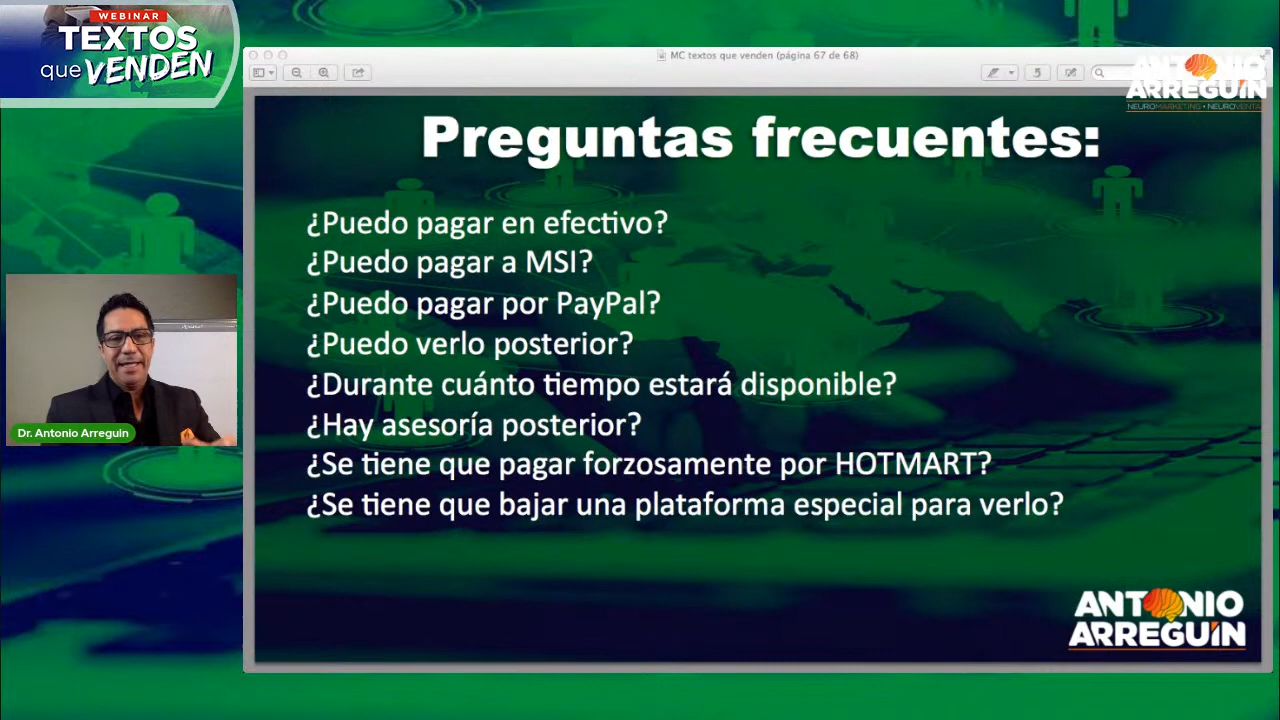 WEBINAR
TEXTOS
que VENDEN
MC textos que venden (página 67 de 68)
ANTONIO
ARREGUÍN
NEUROMARKETING • NEUROVENTA
Preguntas frecuentes:
¿Puedo pagar en efectivo?
¿Puedo pagar a MSI?
¿Puedo pagar por PayPal?
¿Puedo verlo posterior?
¿Durante cuánto tiempo estará disponible?
¿Hay asesoría posterior?
¿Se tiene que pagar forzosamente por HOTMART?
¿Se tiene que bajar una plataforma especial para verlo?
Dr. Antonio Arreguin
ANTONIO
ARREGUÍN